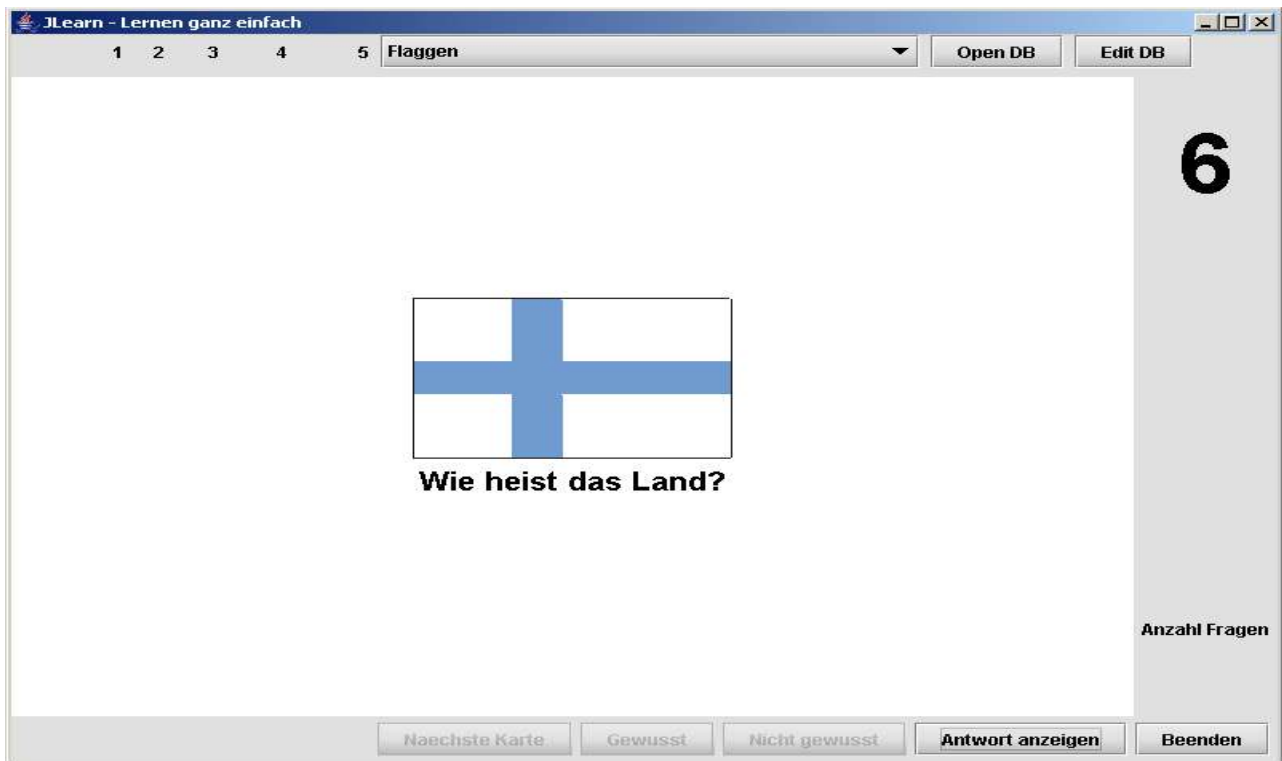 JLearn - Lernen ganz einfach
1 2 3 4 5 Flaggen Open DB Edit DB
6
Wie heist das Land?
Anzahl Fragen
Naechste Karte Gewusst Nicht gewusst Antwort anzeigen Beenden